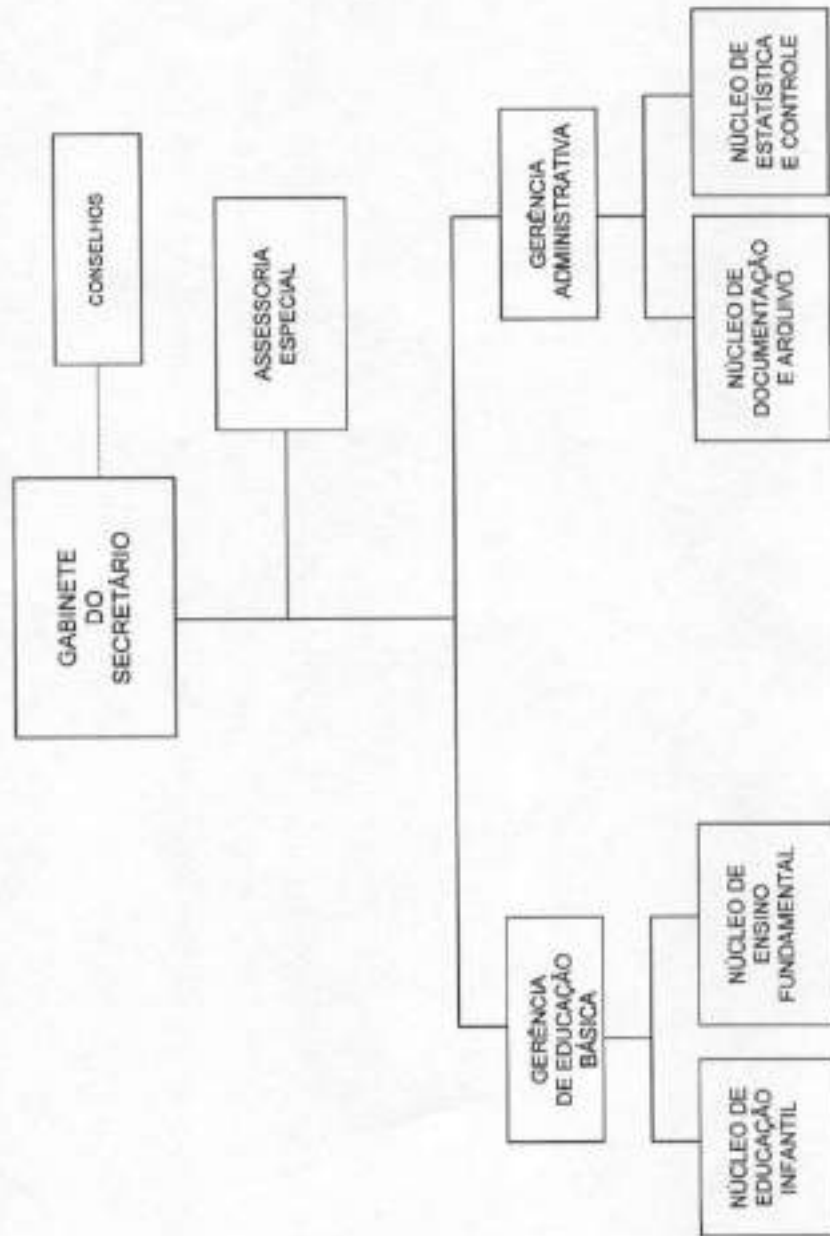 GABINETE
DO
SECRETÁRIO
CONSELHOS
ASSESSORIA
ESPECIAL
GERÊNCIA
DE EDUCAÇÃO
BÁSICA
GERÊNCIA
ADMINISTRATIVA
NÚCLEO DE
EDUCAÇÃO
INFANTIL
NÚCLEO DE
ENSINO
FUNDAMENTAL
NÚCLEO DE
DOCUMENTAÇÃO
E ARQUIVO
NÚCLEO DE
ESTATÍSTICA
E CONTROLE